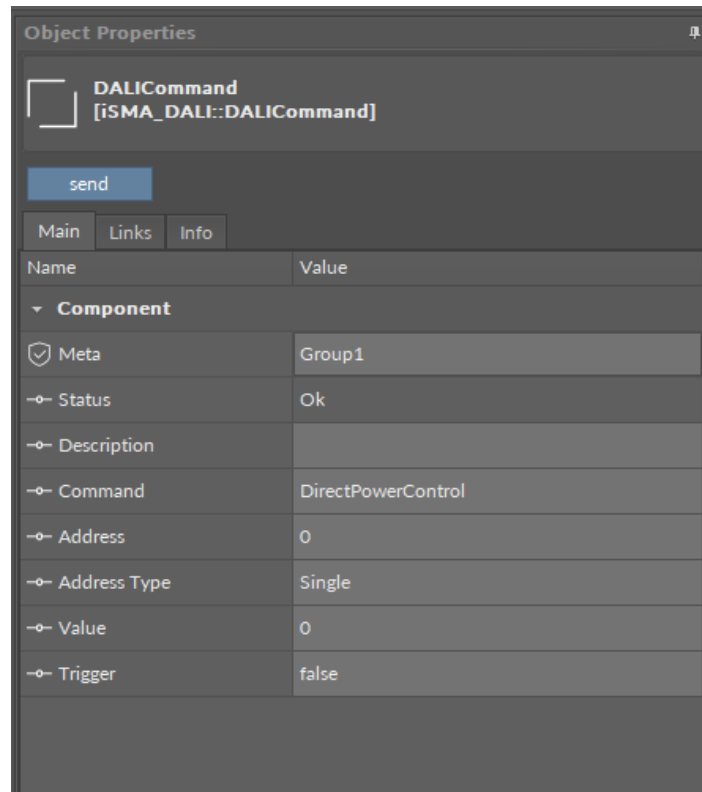 Object Properties
DALICommand
[iSMA_DALI::DALICommand]
send
Main Links Info
Name Value
Component
Meta Group1
Status Ok
Description
Command DirectPowerControl
Address 0
Address Type Single
Value 0
Trigger false